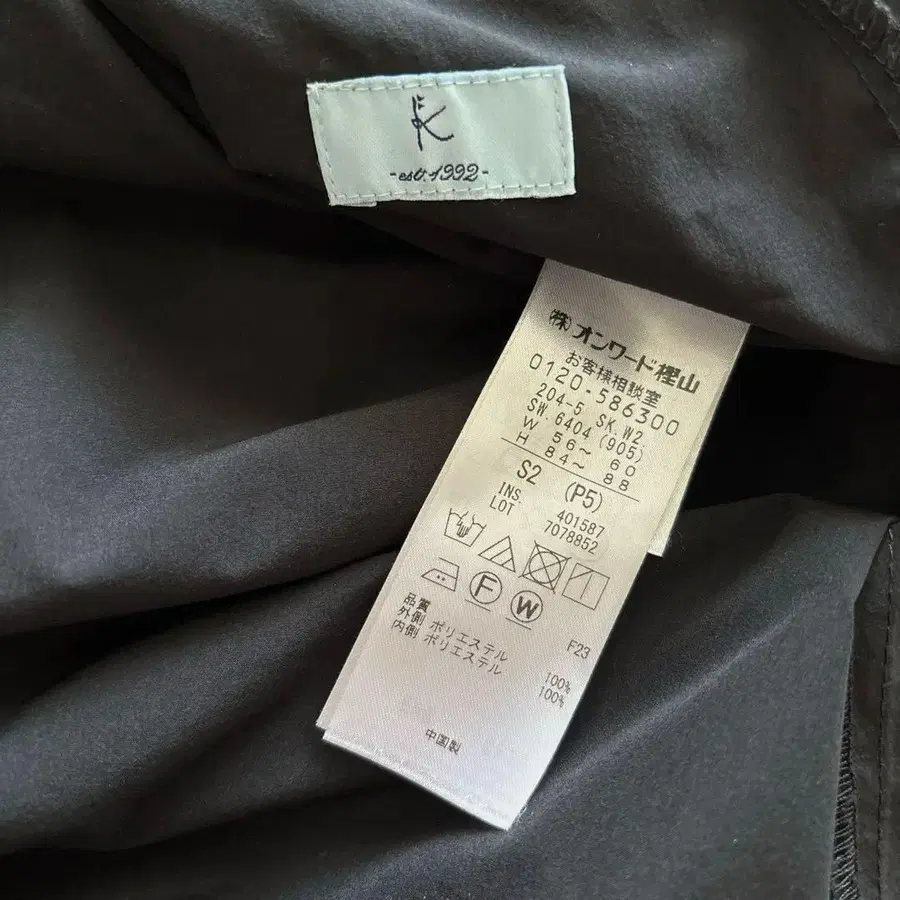 K
-est.1992-
(株)オンワード樫山
お客様相談室
0120-586300
204-5 SK.W2.
SW 6404 (905)
W 56~ 60
H 84~ 88
S2 (P5)
INS. 401587
LOT 7078852
F W
品質 F23
外側 ポリエステル 100%
内側 ポリエステル 100%
中国製